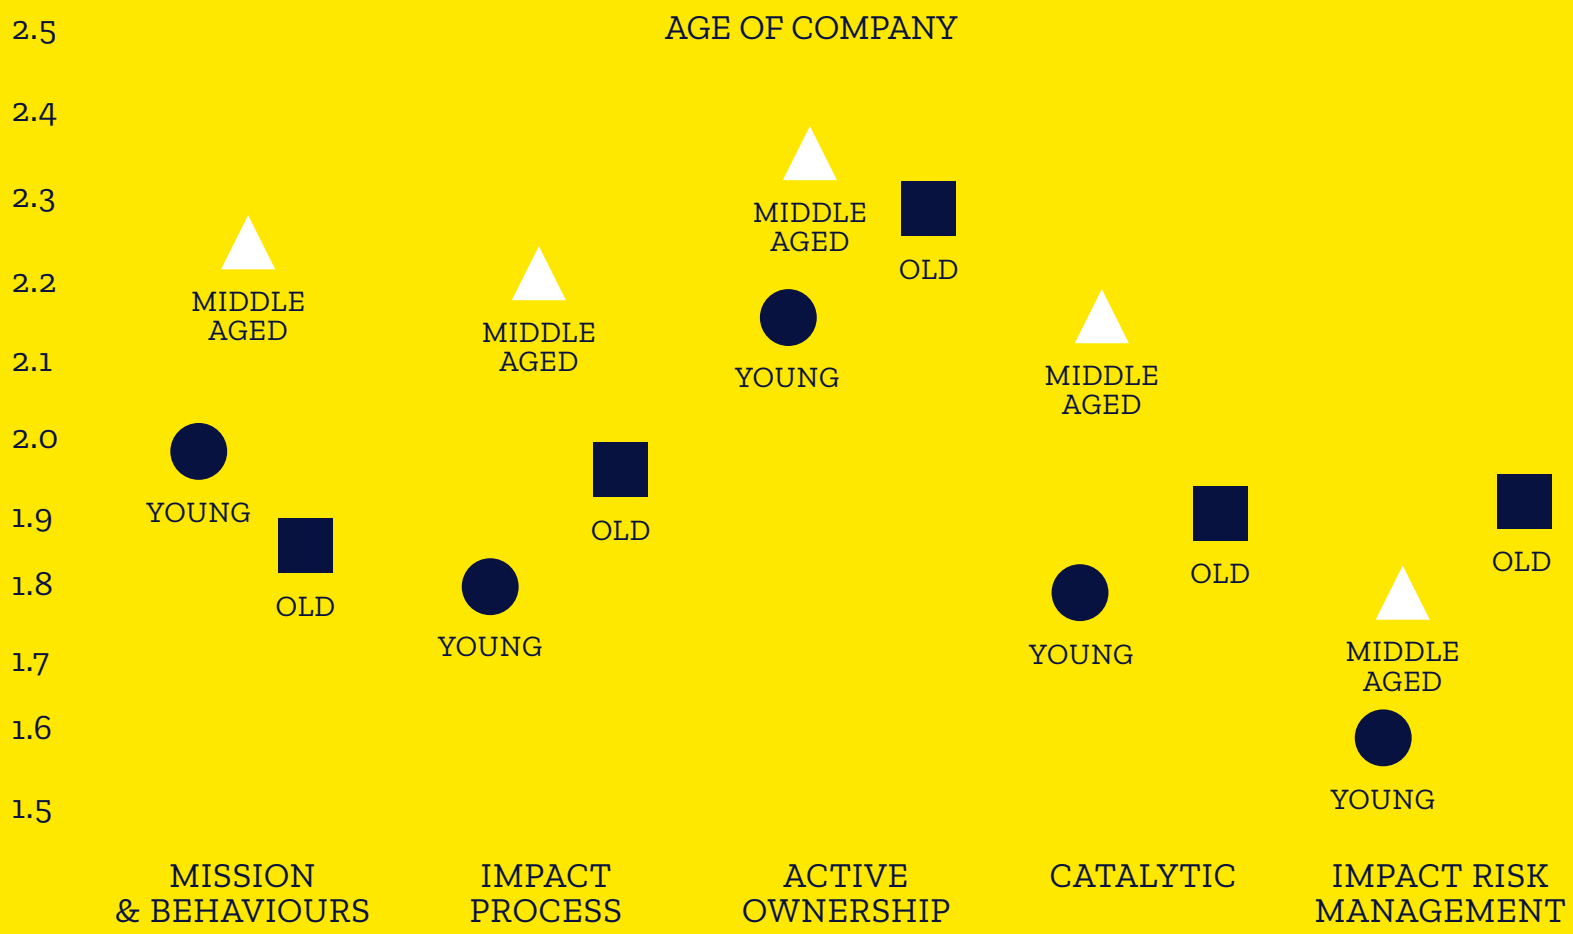 AGE OF COMPANY
2.5
2.4
2.3
2.2
2.1
2.0
1.9
1.8
1.7
1.6
1.5
MIDDLE
AGED
YOUNG
OLD
MIDDLE
AGED
YOUNG
OLD
MIDDLE
AGED
YOUNG
OLD
MIDDLE
AGED
YOUNG
OLD
MIDDLE
AGED
YOUNG
OLD
MISSION
& BEHAVIOURS
IMPACT
PROCESS
ACTIVE
OWNERSHIP
CATALYTIC
IMPACT RISK
MANAGEMENT